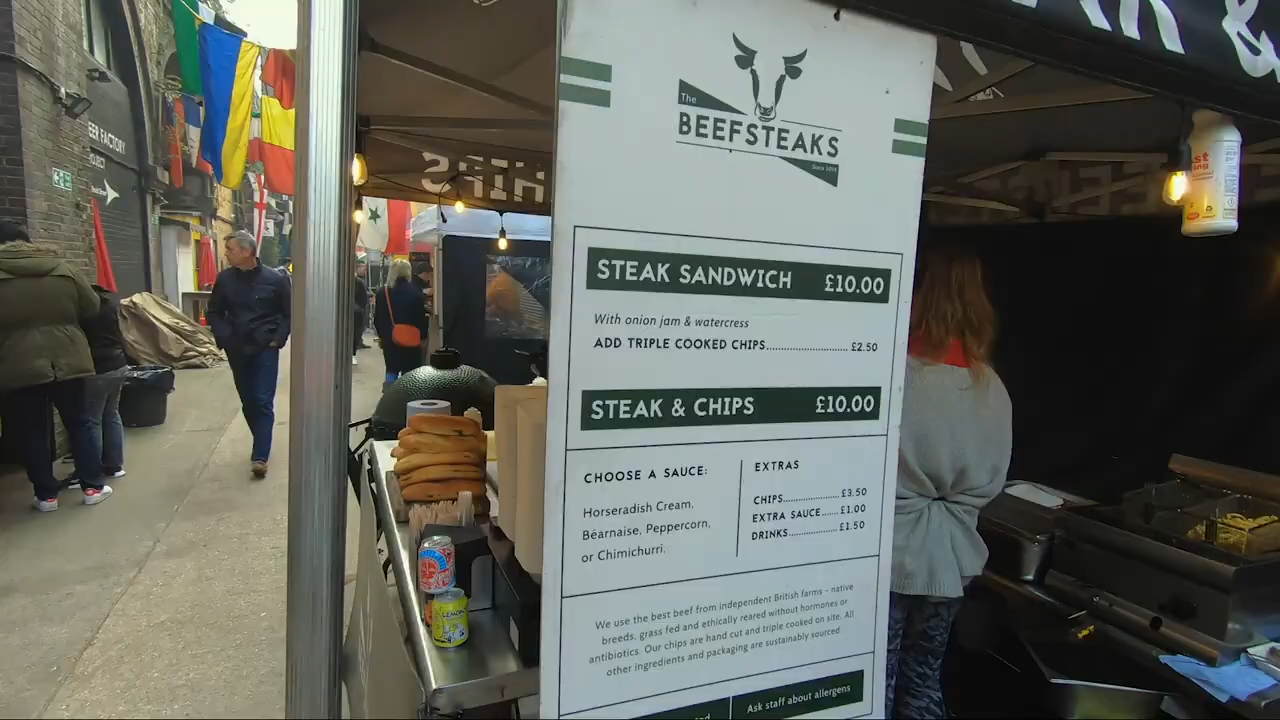 EER FACTORY
HIPS
&
The
BEEFSTEAKS
STEAK SANDWICH £10.00
With onion jam & watercress
ADD TRIPLE COOKED CHIPS............................ £2.50
STEAK & CHIPS £10.00
CHOOSE A SAUCE:
Horseradish Cream,
Béarnaise, Peppercorn,
or Chimichurri.
EXTRAS
CHIPS................. £3.50
EXTRA SAUCE..... £1.00
DRINKS............... £1.50
We use the best beef from independent British farms - native
breeds, grass fed and ethically reared without hormones or
antibiotics. Our chips are hand cut and triple cooked on site. All
other ingredients and packaging are sustainably sourced
Ask staff about allergens
LEMON